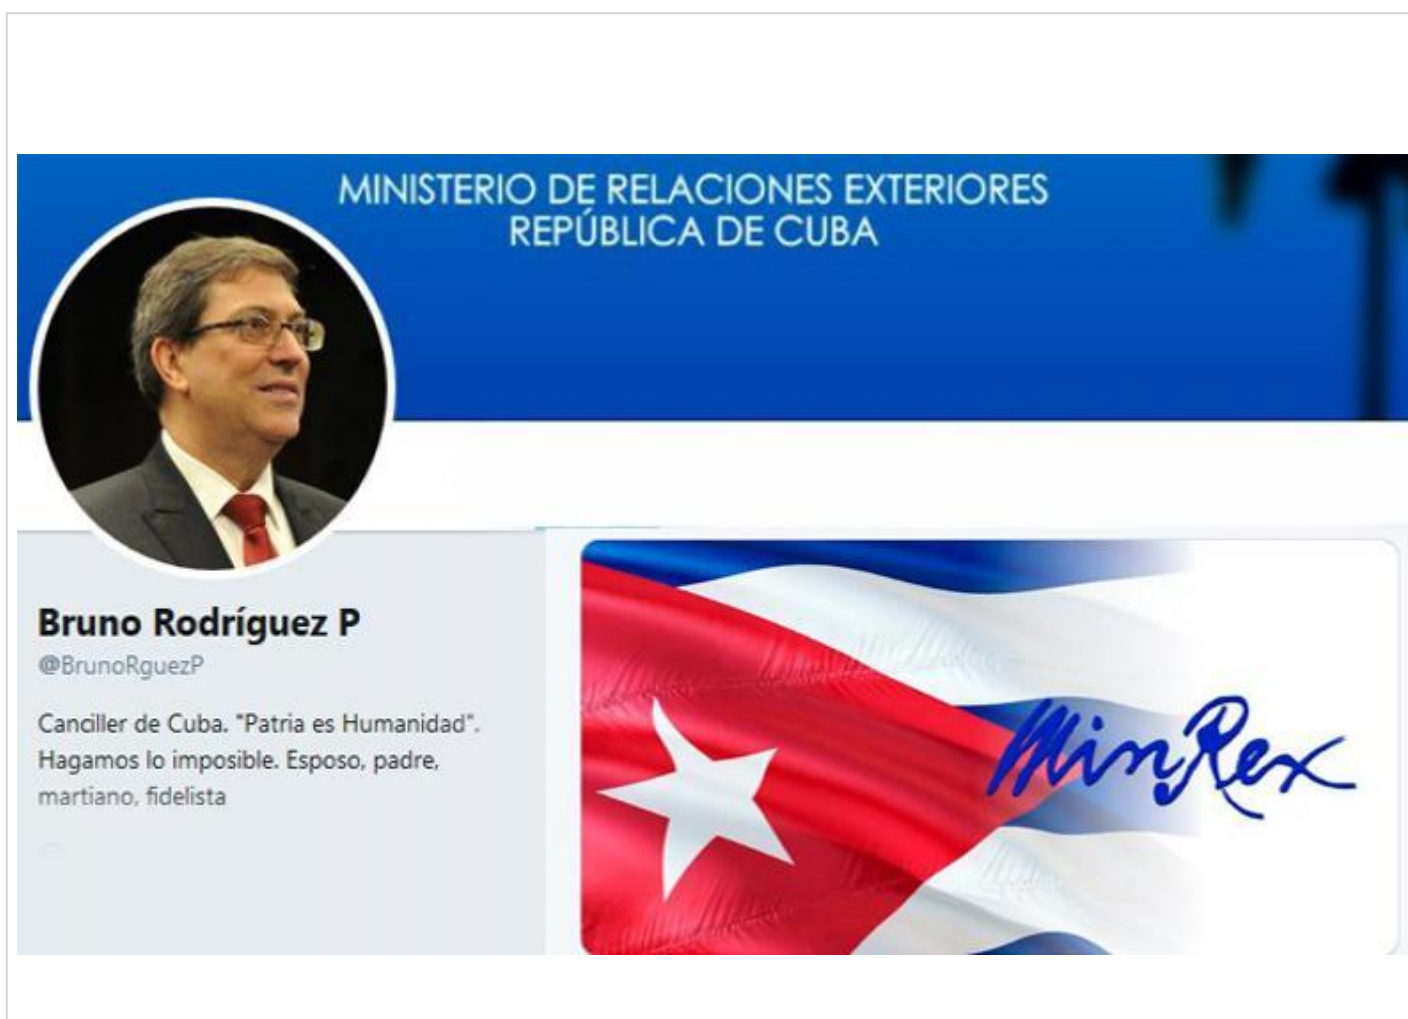 MINISTERIO DE RELACIONES EXTERIORES
REPÚBLICA DE CUBA
Bruno Rodríguez P
@BrunoRguezP
Canciller de Cuba. "Patria es Humanidad".
Hagamos lo imposible. Esposo, padre,
martiano, fidelista
MinRex